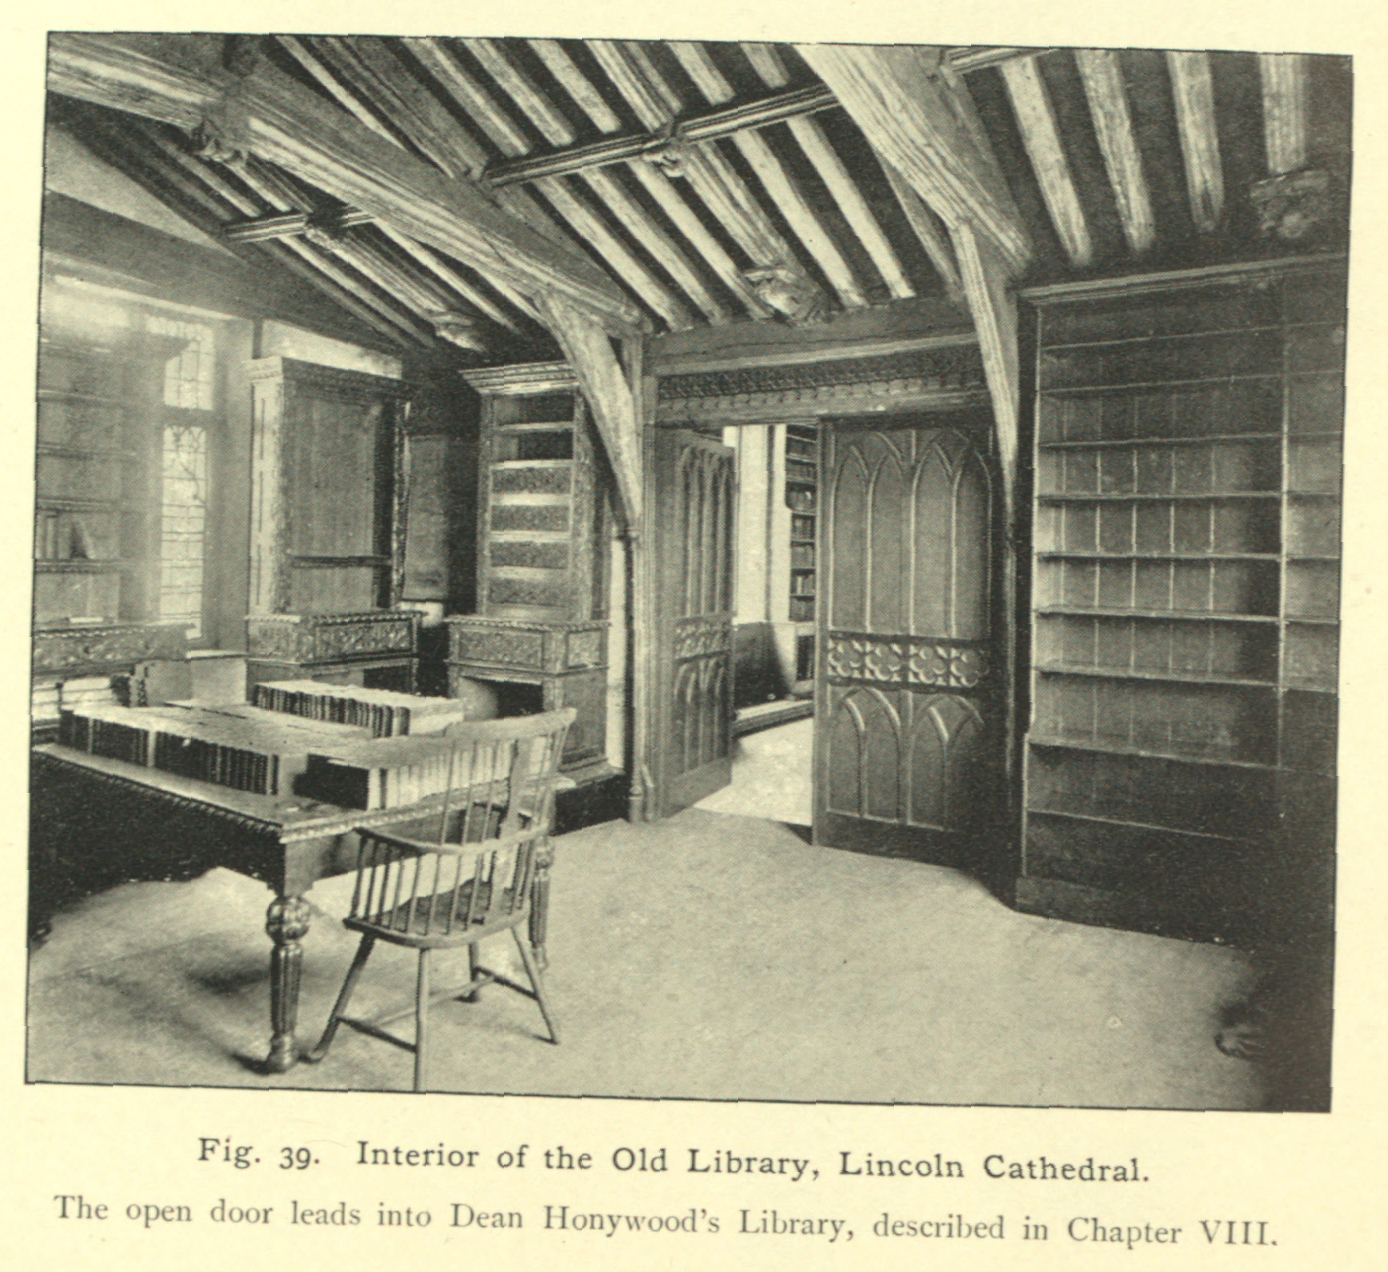 Fig. 39. Interior of the Old Library, Lincoln Cathedral.
The open door leads into Dean Honywood's Library, described in Chapter VIII.